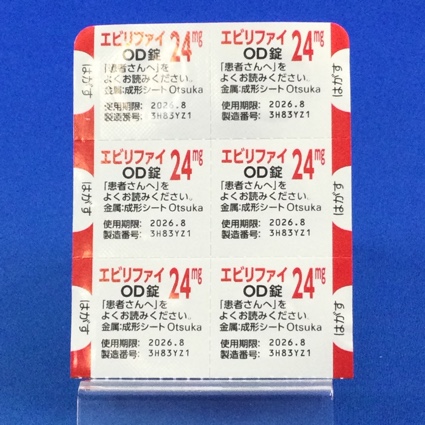 エビリファイ 24mg
OD錠
「患者さんへ」を
よくお読みください。
金属:成形シート Otsuka
使用期限: 2026.8
製造番号: 3H83YZ1
エビリファイ 24mg
OD錠
「患者さんへ」を
よくお読みください。
金属:成形シート Otsuka
使用期限: 2026.8
製造番号: 3H83YZ1
はがす
はがす
エビリファイ 24mg
OD錠
「患者さんへ」を
よくお読みください。
金属:成形シート Otsuka
使用期限: 2026.8
製造番号: 3H83YZ1
エビリファイ 24mg
OD錠
「患者さんへ」を
よくお読みください。
金属:成形シート Otsuka
使用期限: 2026.8
製造番号: 3H83YZ1
はがす
はがす
エビリファイ 24mg
OD錠
「患者さんへ」を
よくお読みください。
金属:成形シート Otsuka
使用期限: 2026.8
製造番号: 3H83YZ1
エビリファイ 24mg
OD錠
「患者さんへ」を
よくお読みください。
金属:成形シート Otsuka
使用期限: 2026.8
製造番号: 3H83YZ1
はがす
はがす